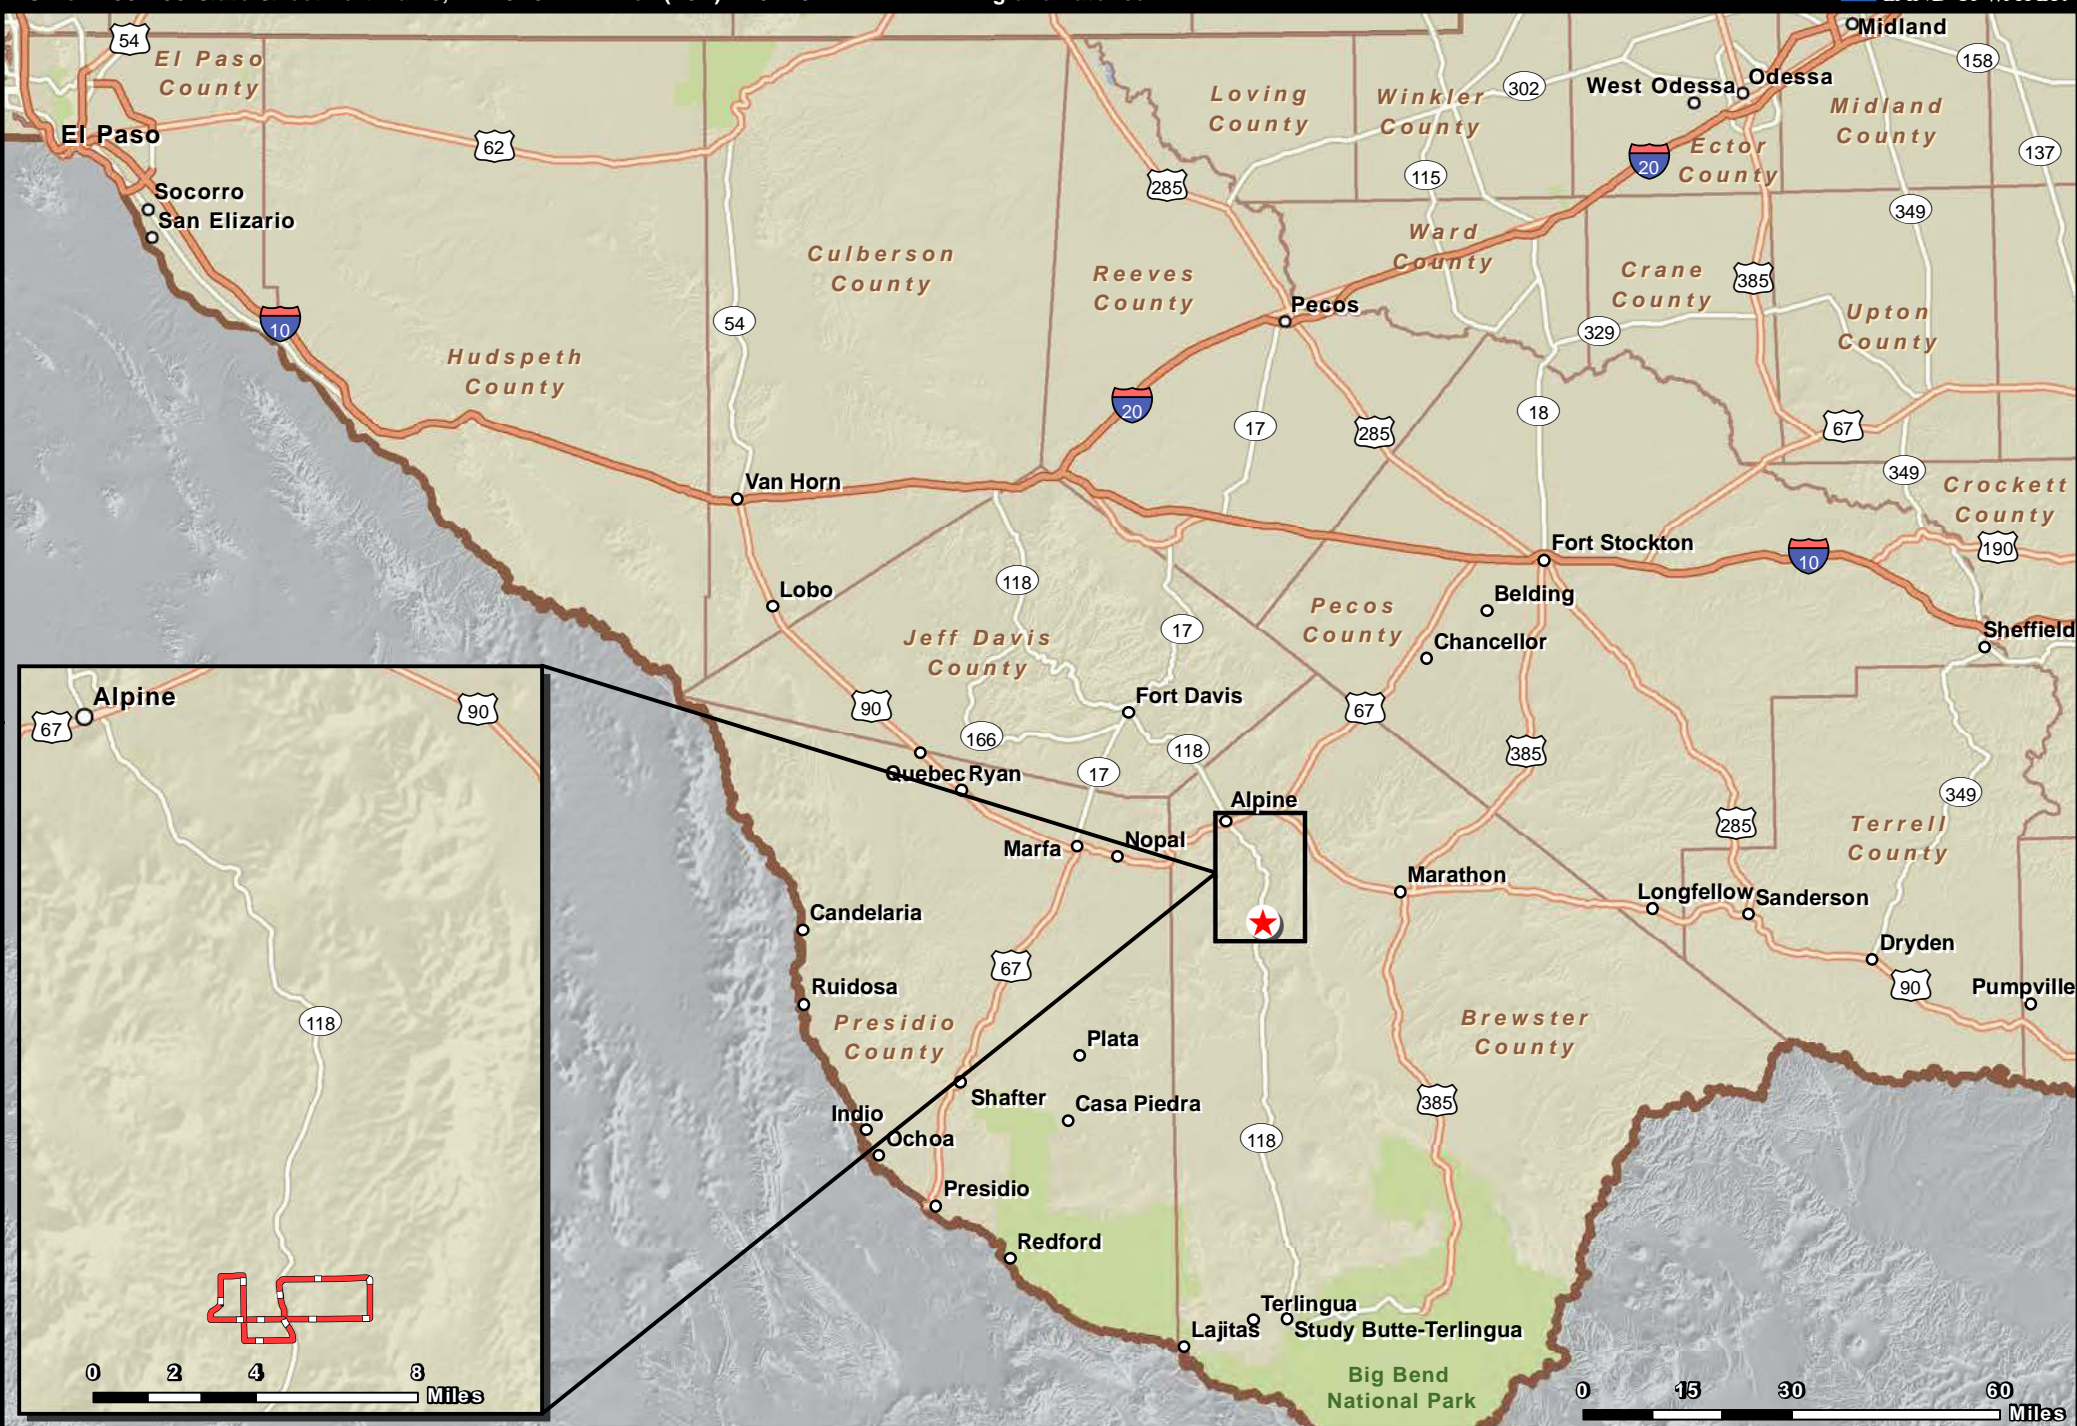 54
El Paso
County
El Paso
62
Socorro
San Elizario
10
Hudspeth
County
54
Culberson
County
Reeves
County
285
Loving
County
Winkler
County
302
115
West Odessa
Odessa
Midland
158
Midland
County
137
20
Ector
County
349
Ward
County
Crane
County
385
Upton
County
Pecos
329
20
17
285
18
67
349
Crockett
County
Van Horn
Fort Stockton
190
10
118
Lobo
Belding
Pecos
County
Chancellor
Sheffield
Jeff Davis
County
17
Fort Davis
90
166
118
67
385
Quebec
Ryan
17
Alpine
349
285
Terrell
County
Marfa
Nopal
Marathon
Longfellow
Sanderson
Candelaria
Dryden
67
90
Pumpville
Ruidosa
Presidio
County
Brewster
County
Plata
Shafter
Casa Piedra
385
Indio
Ochoa
118
Presidio
Redford
Terlingua
Lajitas
Study Butte-Terlingua
Big Bend
National Park
0 15 30 60
Miles
Alpine
67
90
118
0 2 4 8
Miles